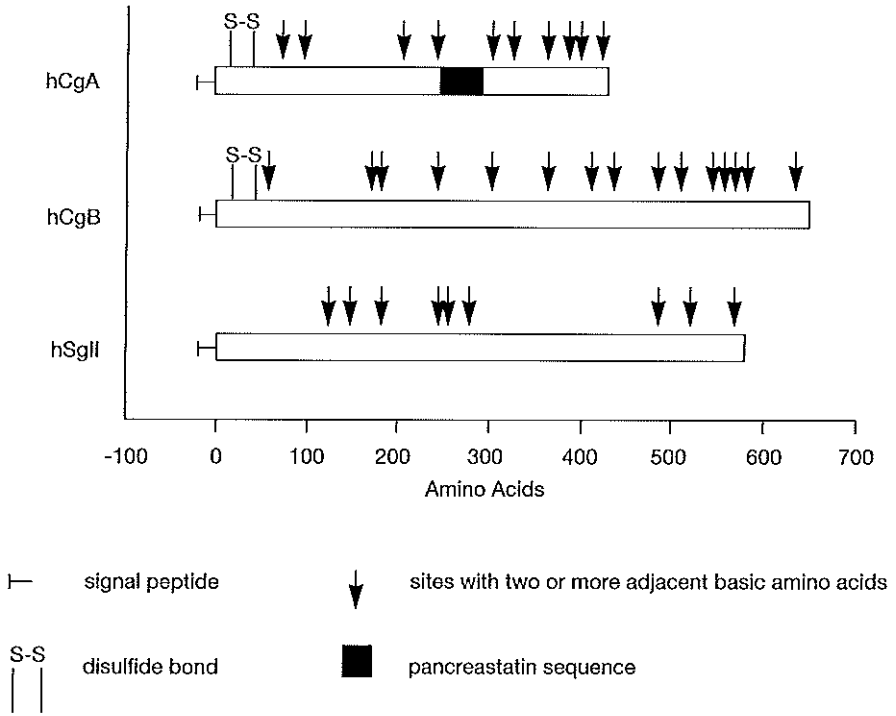 S-S
hCgA
S-S
hCgB
hSgII
-100 0 100 200 300 400 500 600 700
Amino Acids
signal peptide
sites with two or more adjacent basic amino acids
S-S
disulfide bond
pancreastatin sequence